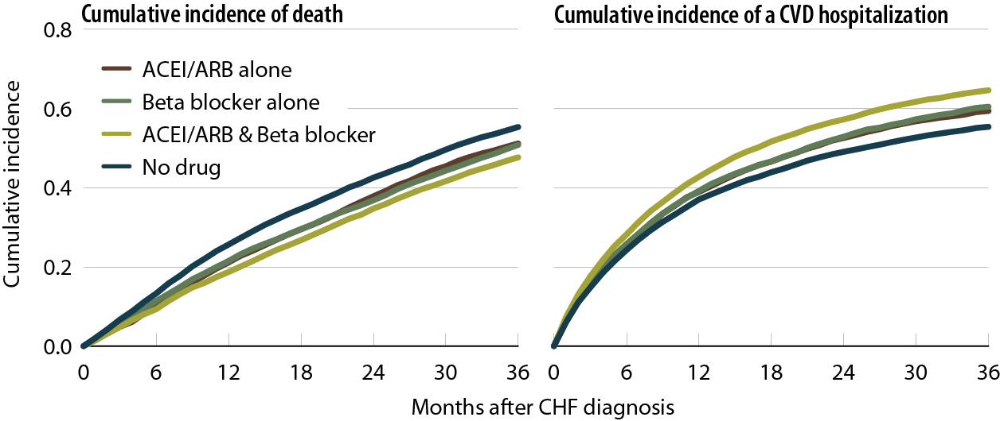 Cumulative incidence of death
Cumulative incidence of a CVD hospitalization
Cumulative incidence
0.8
0.6
0.4
0.2
0.0
ACEI/ARB alone
Beta blocker alone
ACEI/ARB & Beta blocker
No drug
0 6 12 18 24 30 36
0 6 12 18 24 30 36
Months after CHF diagnosis